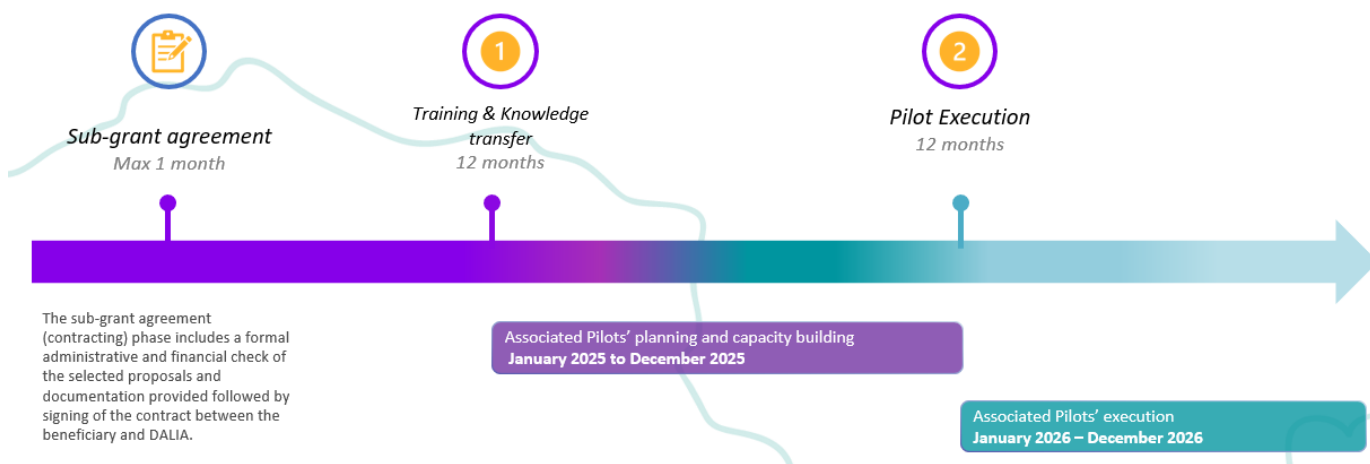 1
2
Sub-grant agreement
Max 1 month
Training & Knowledge
transfer
12 months
Pilot Execution
12 months
The sub-grant agreement
(contracting) phase includes a formal
administrative and financial check of
the selected proposals and
documentation provided followed by
signing of the contract between the
beneficiary and DALIA.
Associated Pilots' planning and capacity building
January 2025 to December 2025
Associated Pilots' execution
January 2026 – December 2026